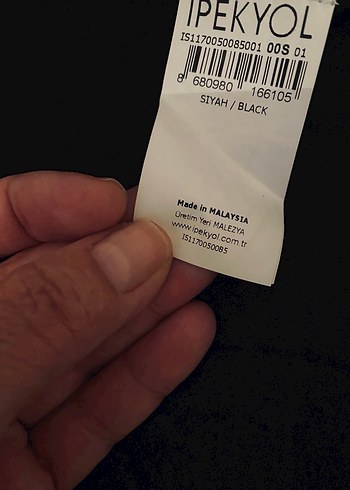 IPEKYOL
IS1170050085001 00S 01
8 680980 166105
SIYAH / BLACK
Made in MALAYSIA
Üretim Yeri MALEZYA
www.ipekyol.com.tr
IS1170050085